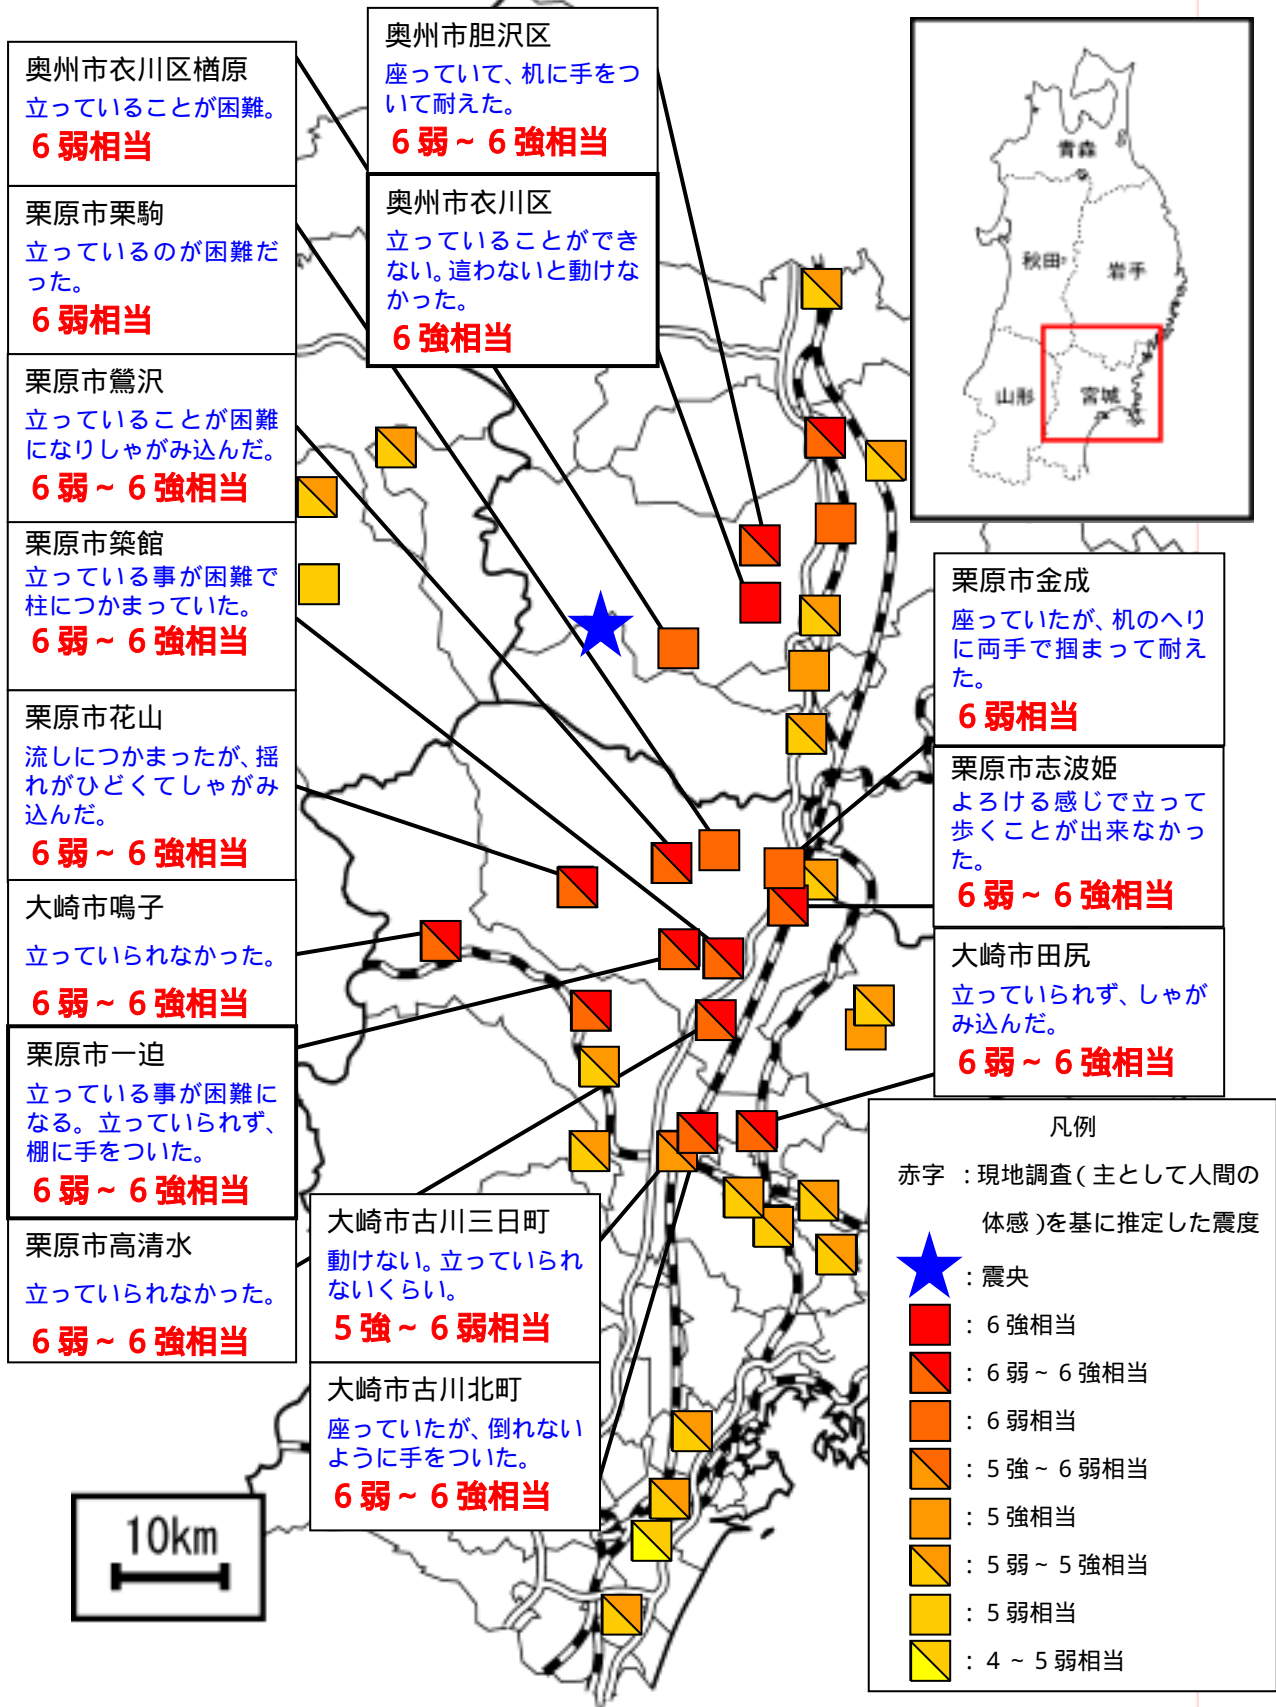 奥州市衣川区楢原
立っていることが困難。
6弱相当
栗原市栗駒
立っているのが困難だ
った。
6弱相当
栗原市鶯沢
立っていることが困難
になりしゃがみ込んだ。
6弱~6強相当
栗原市築館
立っている事が困難で
柱につかまっていた。
6弱~6強相当
栗原市花山
流しにつかまったが、揺
れがひどくてしゃがみ
込んだ。
6弱~6強相当
大崎市鳴子
立っていられなかった。
6弱~6強相当
栗原市一迫
立っている事が困難に
なる。立っていられず、
棚に手をついた。
6弱~6強相当
栗原市高清水
立っていられなかった。
6弱~6強相当
奥州市胆沢区
座っていて、机に手をつ
いて耐えた。
6弱~6強相当
奥州市衣川区
立っていることができ
ない。這わないと動けな
かった。
6強相当
大崎市古川三日町
動けない。立っていられ
ないくらい。
5強~6弱相当
大崎市古川北町
座っていたが、倒れない
ように手をついた。
6弱~6強相当
青森
秋田
岩手
山形
宮城
栗原市金成
座っていたが、机のへり
に両手で掴まって耐え
た。
6弱相当
栗原市志波姫
よろける感じで立って
歩くことが出来なかっ
た。
6弱~6強相当
大崎市田尻
立っていられず、しゃが
み込んだ。
6弱~6強相当
凡例
赤字 :現地調査(主として人間の
体感)を基に推定した震度
:震央
:6強相当
:6弱~6強相当
:6弱相当
:5強~6弱相当
:5強相当
:5弱~5強相当
:5弱相当
:4~5弱相当
10km